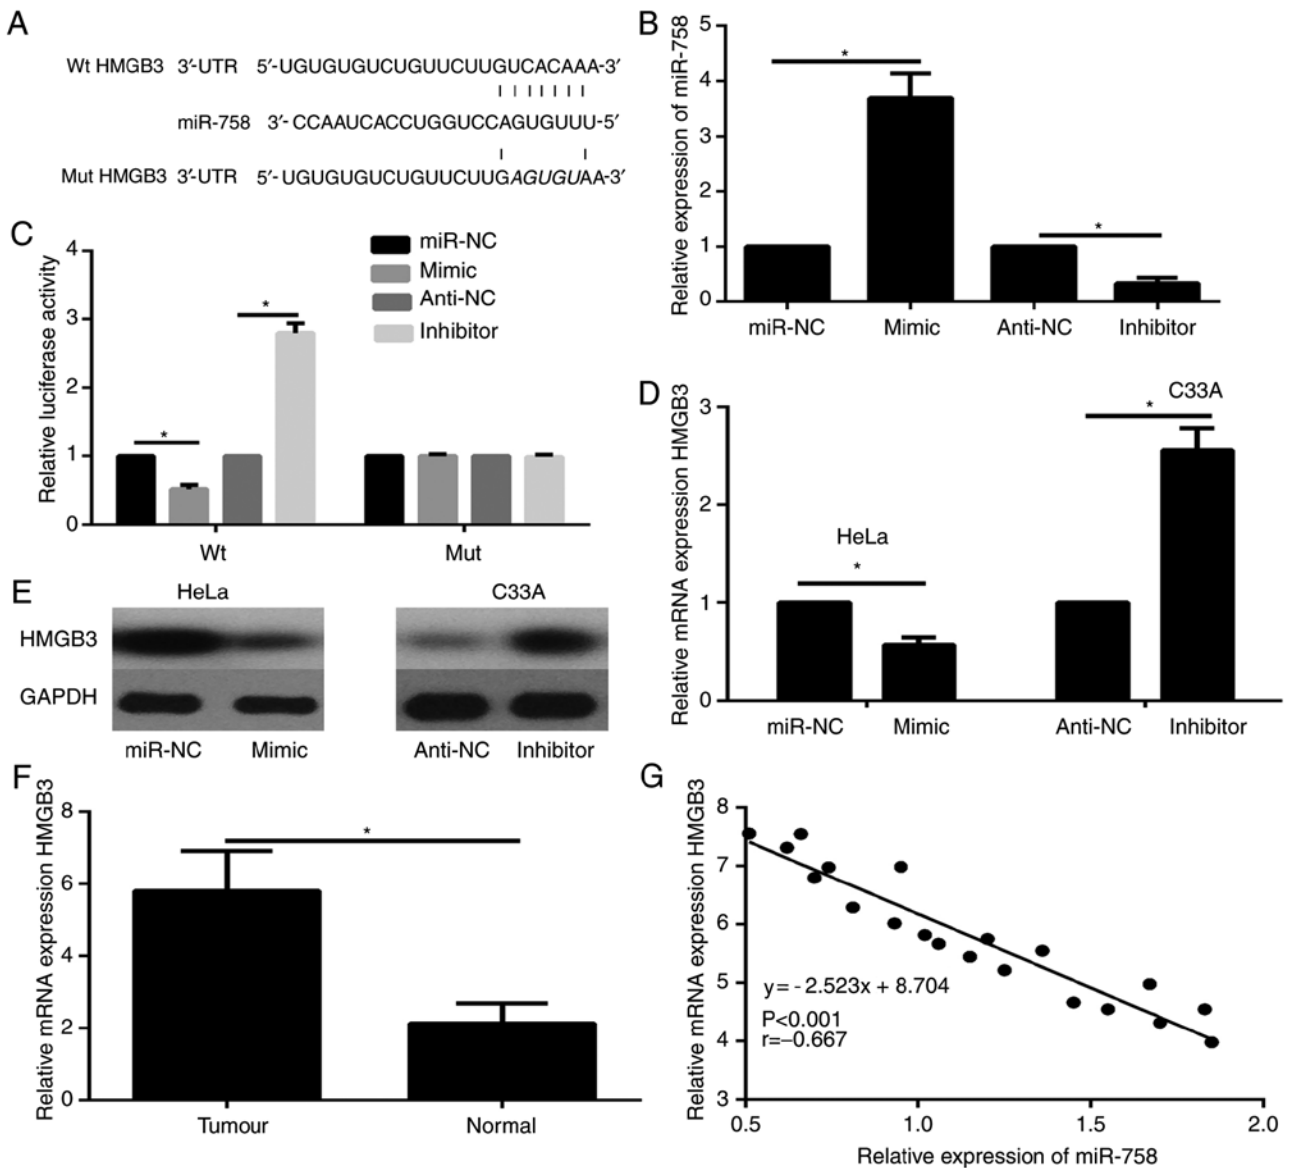 A
Wt HMGB3 3′-UTR 5′-UGUGUGUCUGUUCUUGUCACAAA-3′
miR-758 3′- CCAAUCACCUGGUCCAGUGUUU-5′
Mut HMGB3 3′-UTR 5′-UGUGUGUCUGUUCUUGAGUGUAA-3′
B
Relative expression of miR-758
5
4
3
2
1
0
*
*
miR-NC Mimic Anti-NC Inhibitor
C
Relative luciferase activity
4
3
2
1
0
miR-NC
Mimic
Anti-NC
Inhibitor
*
*
Wt Mut
D
Relative mRNA expression HMGB3
3
2
1
0
C33A
*
HeLa
*
miR-NC Mimic Anti-NC Inhibitor
E
HeLa C33A
HMGB3
GAPDH
miR-NC Mimic Anti-NC Inhibitor
F
Relative mRNA expression HMGB3
8
6
4
2
0
*
Tumour Normal
G
Relative mRNA expression HMGB3
8
7
6
5
4
3
y= - 2.523x + 8.704
P<0.001
r=–0.667
0.5 1.0 1.5 2.0
Relative expression of miR-758